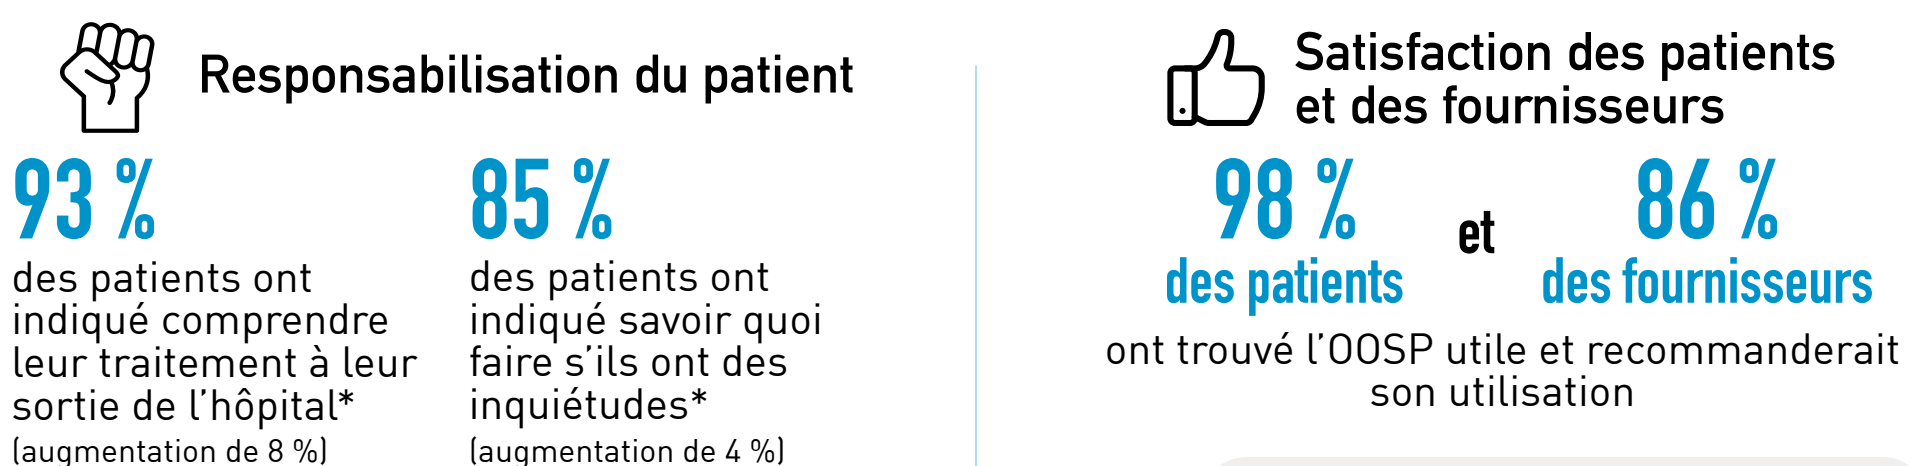 Responsabilisation du patient
93 %
des patients ont
indiqué comprendre
leur traitement à leur
sortie de l'hôpital*
(augmentation de 8 %)
85 %
des patients ont
indiqué savoir quoi
faire s'ils ont des
inquiétudes*
(augmentation de 4 %)
Satisfaction des patients
et des fournisseurs
98 %
des patients
et
86 %
des fournisseurs
ont trouvé l'OOSP utile et recommanderait
son utilisation